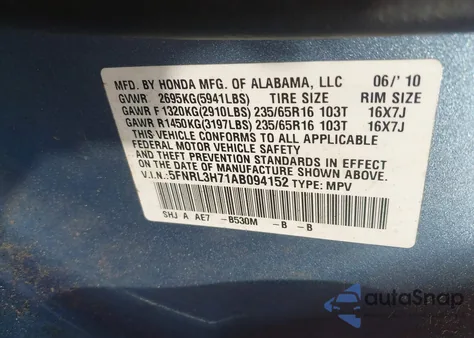 MFD. BY HONDA MFG. OF ALABAMA, LLC 06/' 10
GVWR 2695KG(5941LBS) TIRE SIZE RIM SIZE
GAWR F 1320KG(2910LBS) 235/65R16 103T 16X7J
GAWR R1450KG(3197LBS) 235/65R16 103T 16X7J
THIS VEHICLE CONFORMS TO ALL APPLICABLE
FEDERAL MOTOR VEHICLE SAFETY, BUMPER,
AND THEFT PREVENTION STANDARDS IN EFFECT ON
THE DATE OF MANUFACTURE SHOWN ABOVE.
V.I.N.: 5FNRL3H71AB094152 TYPE: MPV
SHJ A AE7 -B530M -B -B
autoSnap